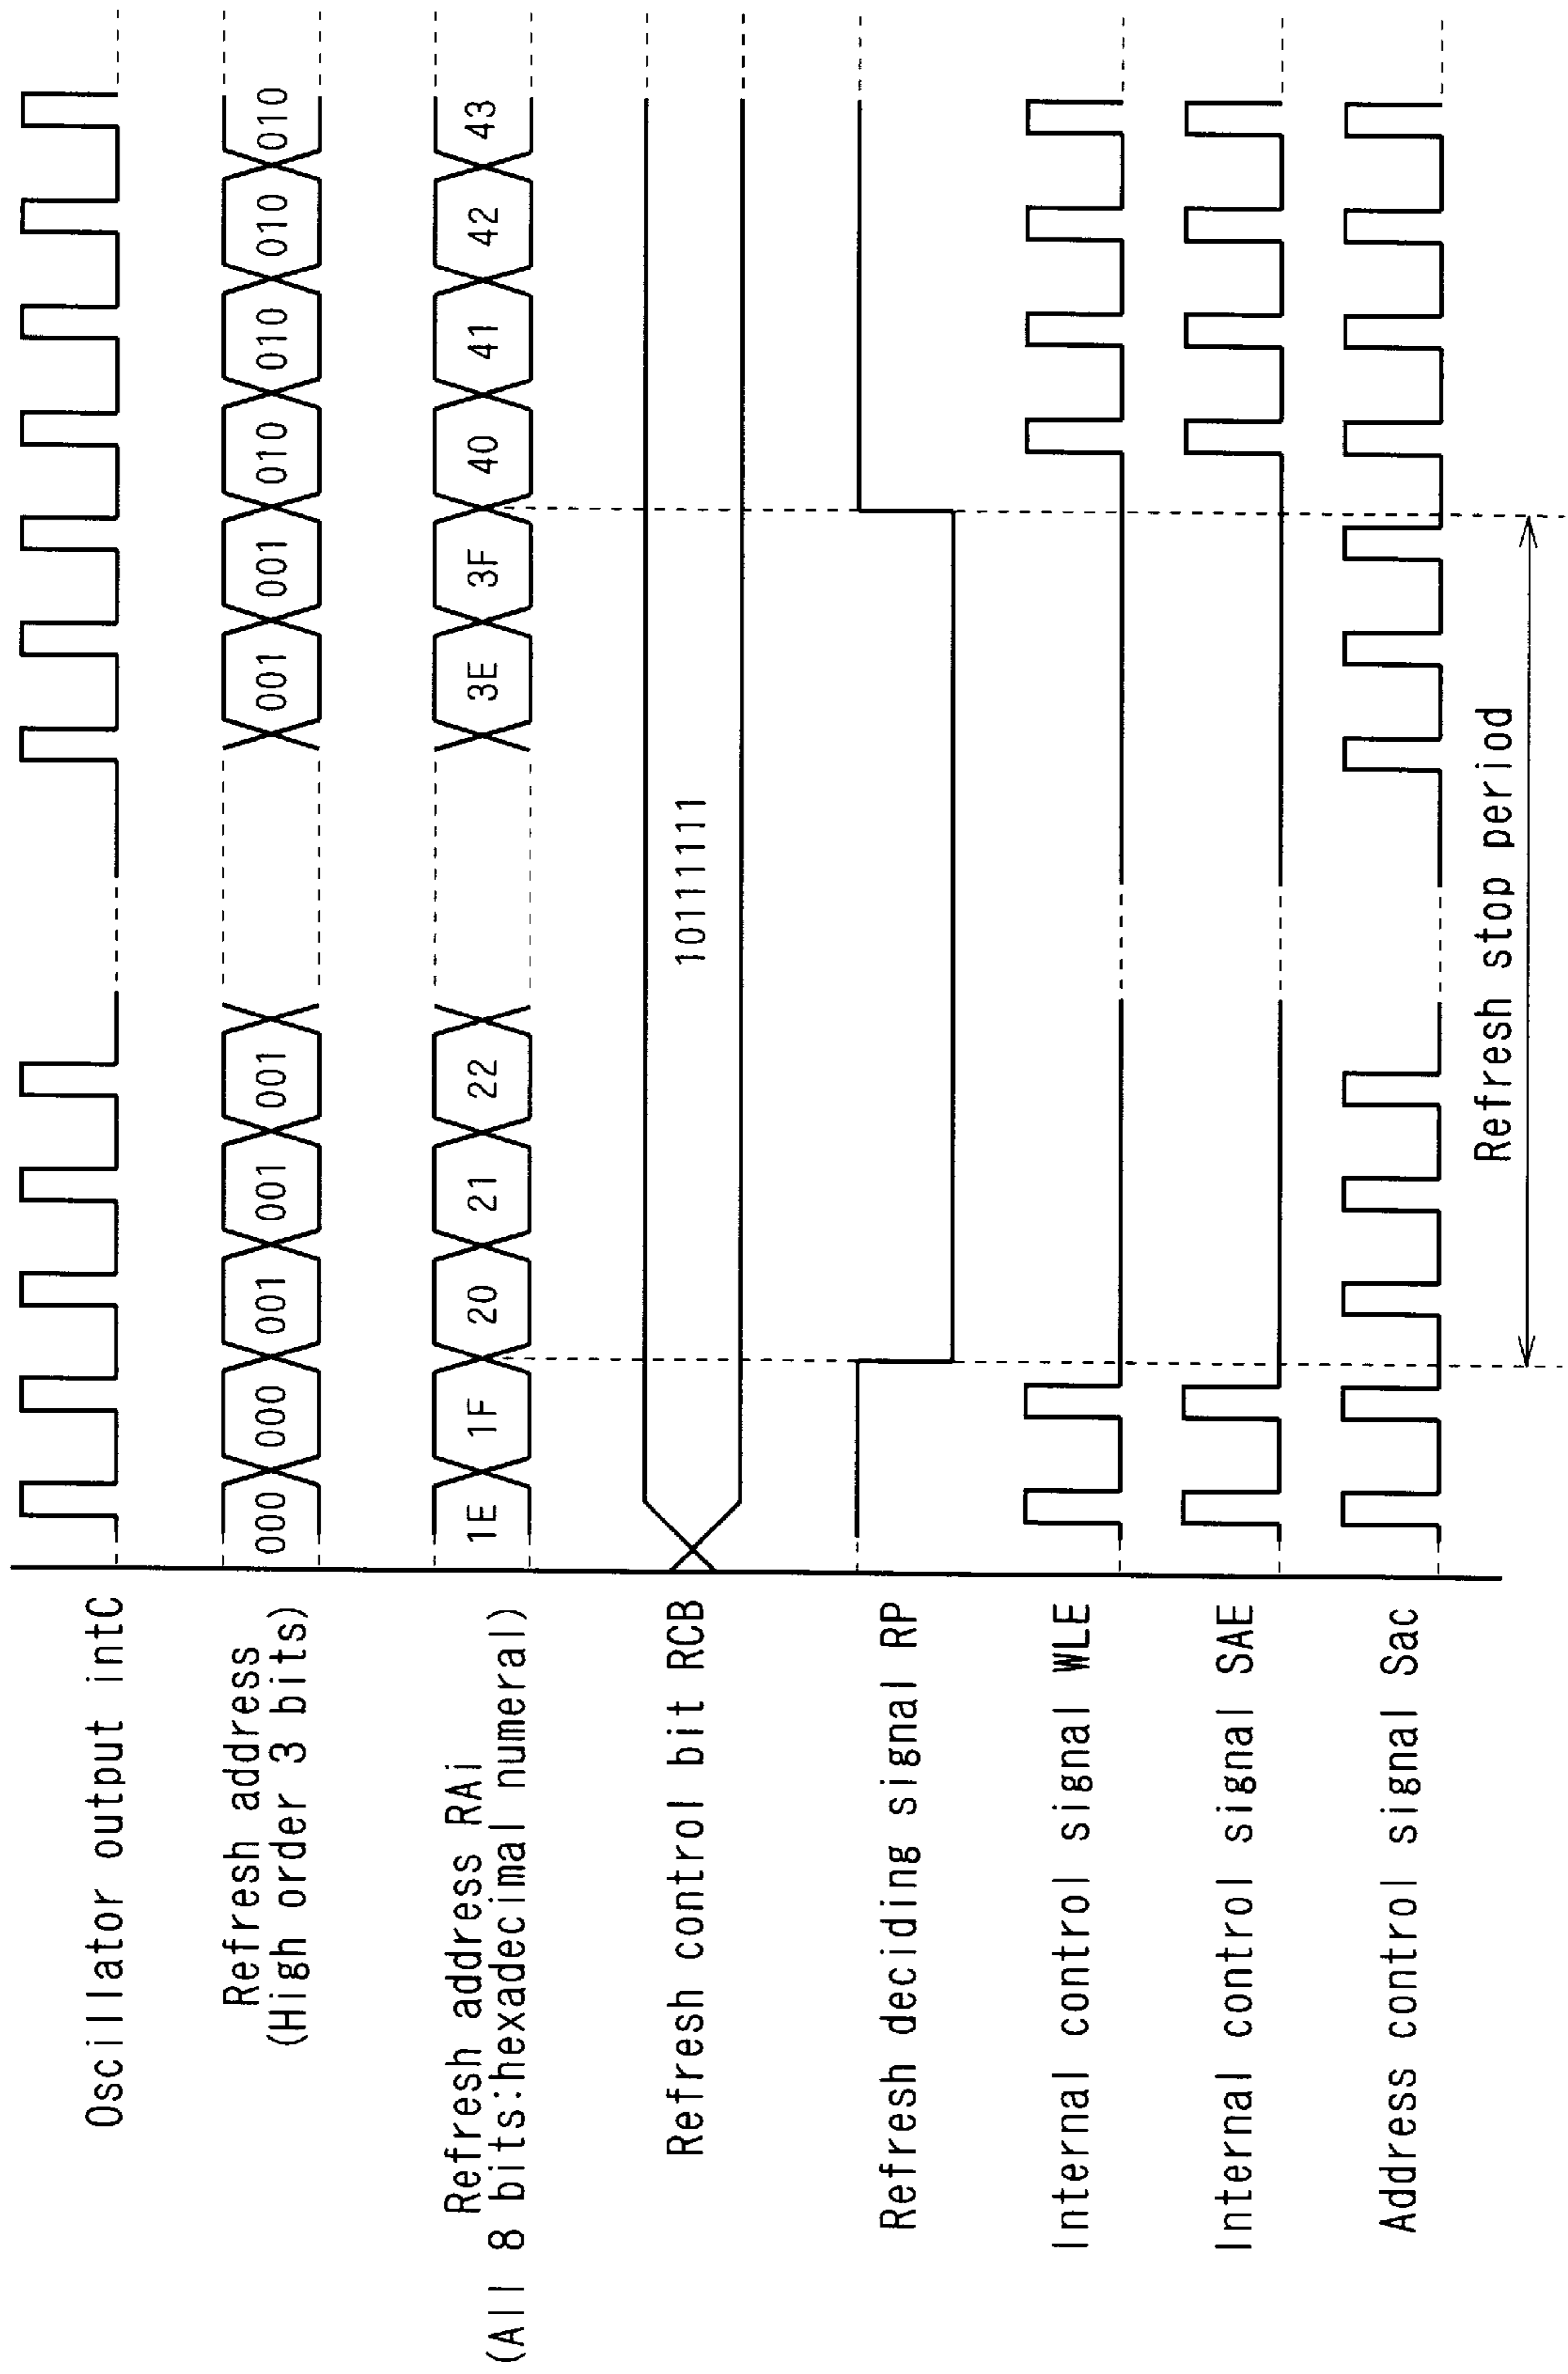 Oscillator output intC
Refresh address
(High order 3 bits)
000 000 001 001 001 001 001 010 010 010 010
Refresh address RAi
(All 8 bits:hexadecimal numeral)
1E 1F 20 21 22 3E 3F 40 41 42 43
Refresh control bit RCB
10111111
Refresh deciding signal RP
Internal control signal WLE
Internal control signal SAE
Address control signal Sac
Refresh stop period